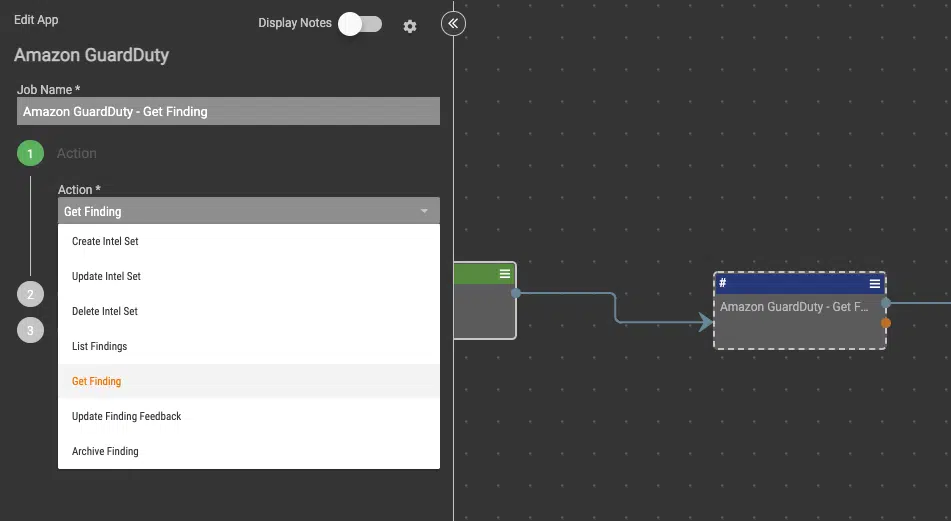 Edit App
Display Notes
Amazon GuardDuty
Job Name *
Amazon GuardDuty - Get Finding
1
Action
Action *
Get Finding
Create Intel Set
Update Intel Set
Delete Intel Set
List Findings
Get Finding
Update Finding Feedback
Archive Finding
2
3
#
Amazon GuardDuty - Get F...